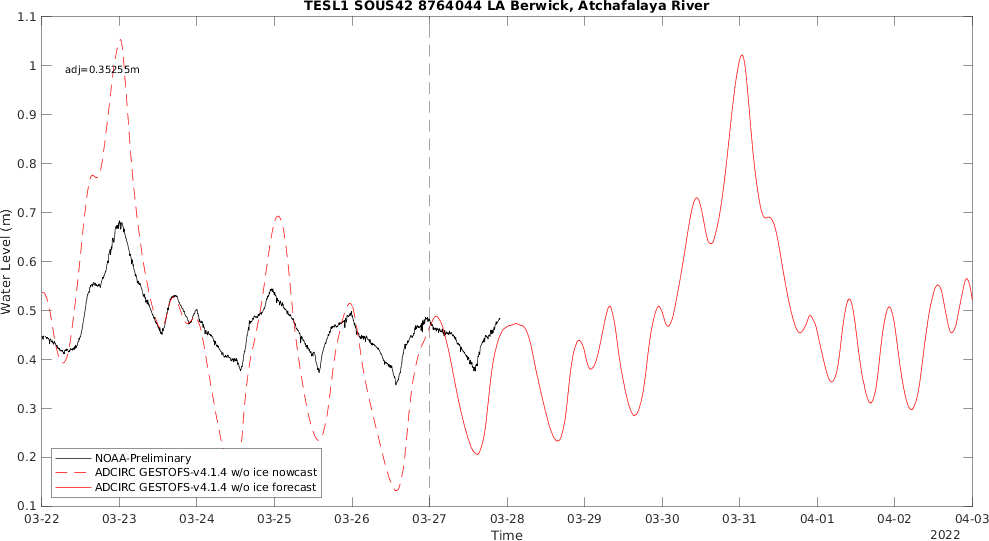 TESL1 SOUS42 8764044 LA Berwick, Atchafalaya River
1.1
1
0.9
0.8
0.7
0.6
0.5
0.4
0.3
0.2
0.1
Water Level (m)
adj=0.35255m
NOAA-Preliminary
ADCIRC GESTOFS-v4.1.4 w/o ice nowcast
ADCIRC GESTOFS-v4.1.4 w/o ice forecast
03-22 03-23 03-24 03-25 03-26 03-27 03-28 03-29 03-30 03-31 04-01 04-02 04-03
Time
2022